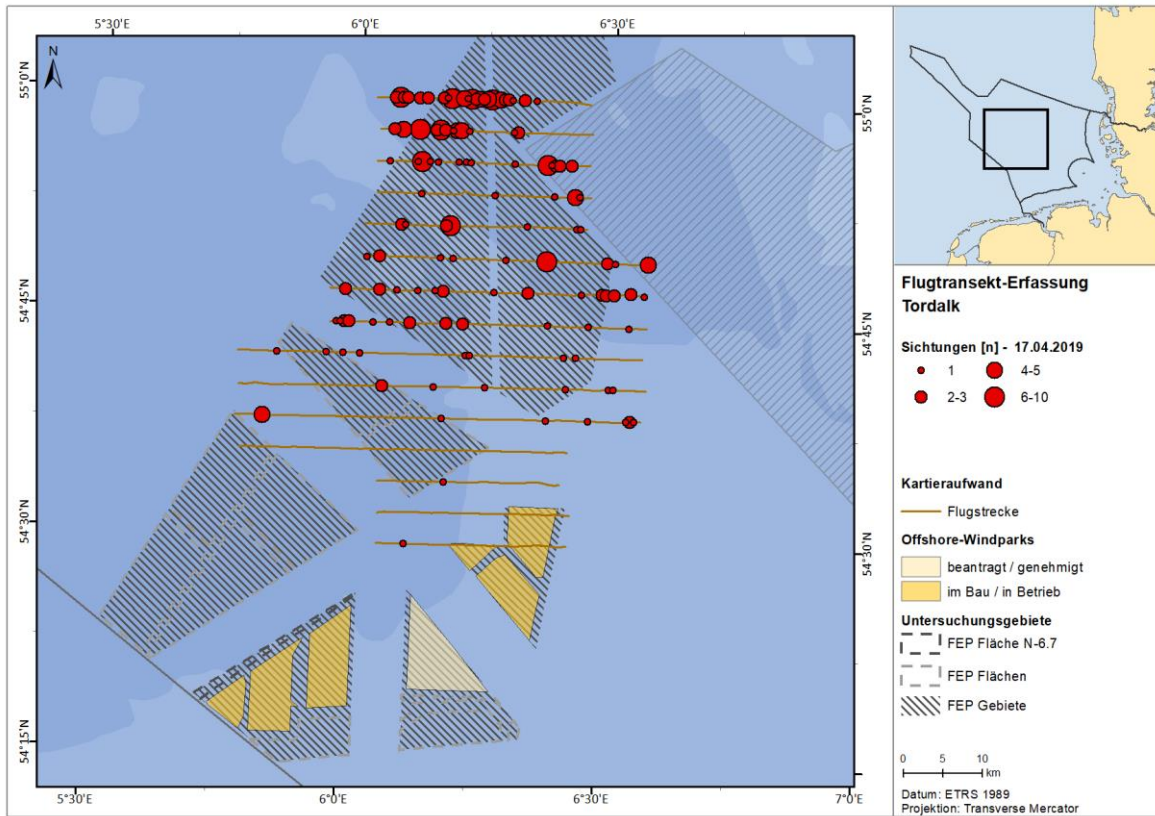 5°30'E 6°0'E 6°30'E
N
55°0'N
54°45'N
54°30'N
54°15'N
55°0'N
54°45'N
54°30'N
5°30'E 6°0'E 6°30'E 7°0'E
Flugtransekt-Erfassung
Tordalk
Sichtungen [n] - 17.04.2019
1 4-5
2-3 6-10
Kartieraufwand
Flugstrecke
Offshore-Windparks
beantragt / genehmigt
im Bau / in Betrieb
Untersuchungsgebiete
FEP Fläche N-6.7
FEP Flächen
FEP Gebiete
0 5 10
km
Datum: ETRS 1989
Projektion: Transverse Mercator